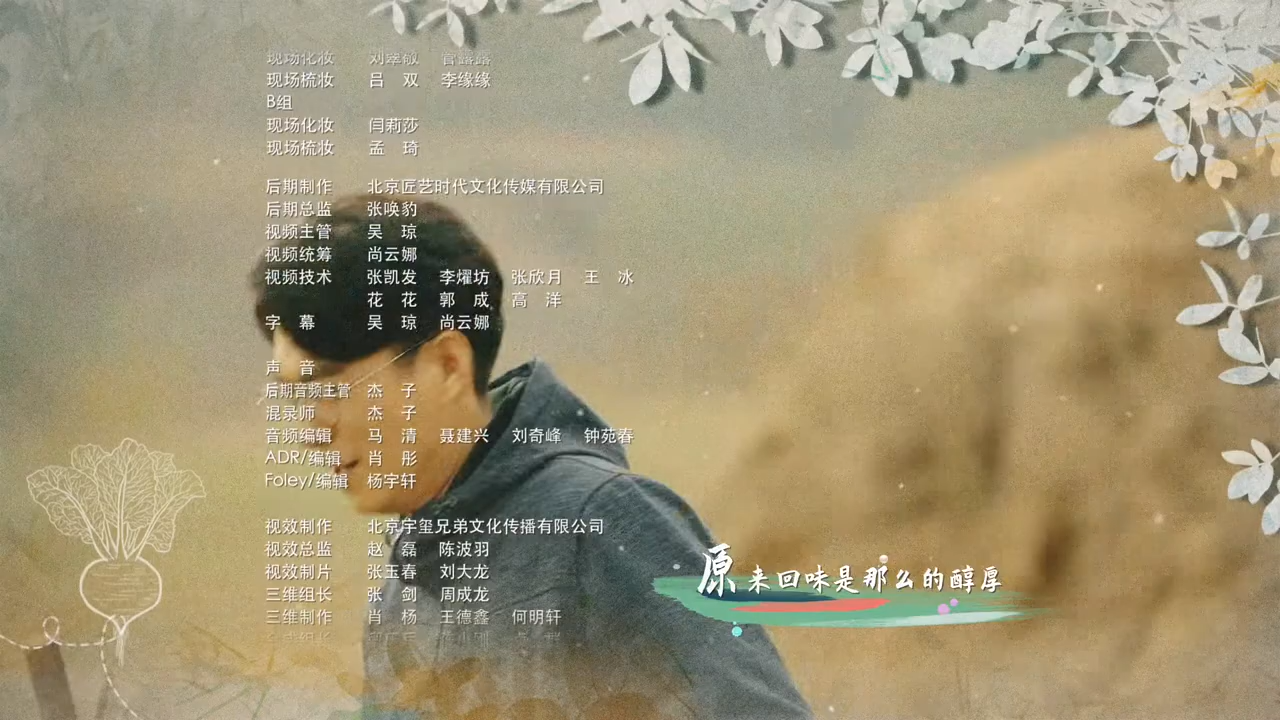 现场化妆 刘翠敏 曾露露
现场梳妆 吕 双 李缘缘
B组
现场化妆 闫莉莎
现场梳妆 孟 琦
后期制作 北京匠艺时代文化传媒有限公司
后期总监 张唤豹
视频主管 吴 琼
视频统筹 尚云娜
视频技术 张凯发 李燿坊 张欣月 王 冰
花 花 郭 成 高 洋
字 幕 吴 琼 尚云娜
声 音
后期音频主管 杰 子
混录师 杰 子
音频编辑 马 清 聂建兴 刘奇峰 钟苑春
ADR/编辑 肖 彤
Foley/编辑 杨宇轩
视效制作 北京宇玺兄弟文化传播有限公司
视效总监 赵 磊 陈波羽
视效制片 张玉春 刘大龙
三维组长 张 剑 周成龙
三维制作 肖 杨 王德鑫 何明轩
原来回味是那么的醇厚